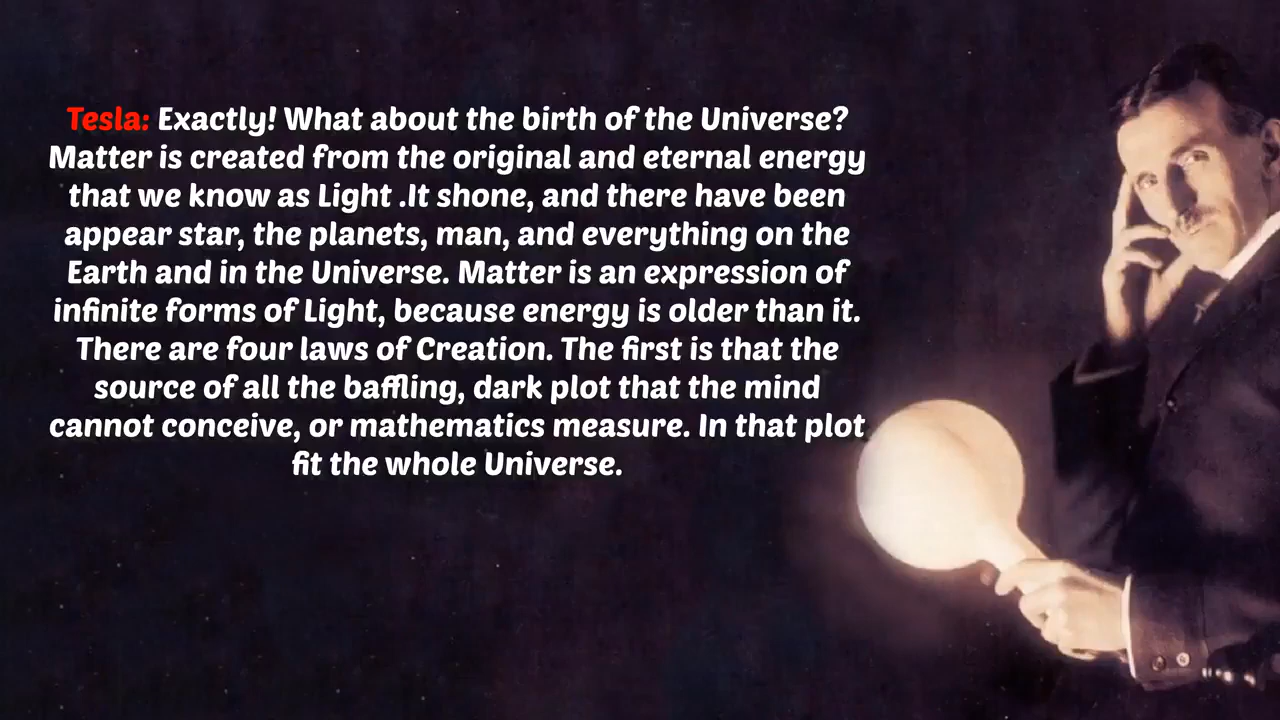 Tesla: Exactly! What about the birth of the Universe?
Matter is created from the original and eternal energy
that we know as Light .It shone, and there have been
appear star, the planets, man, and everything on the
Earth and in the Universe. Matter is an expression of
infinite forms of Light, because energy is older than it.
There are four laws of Creation. The first is that the
source of all the baffling, dark plot that the mind
cannot conceive, or mathematics measure. In that plot
fit the whole Universe.